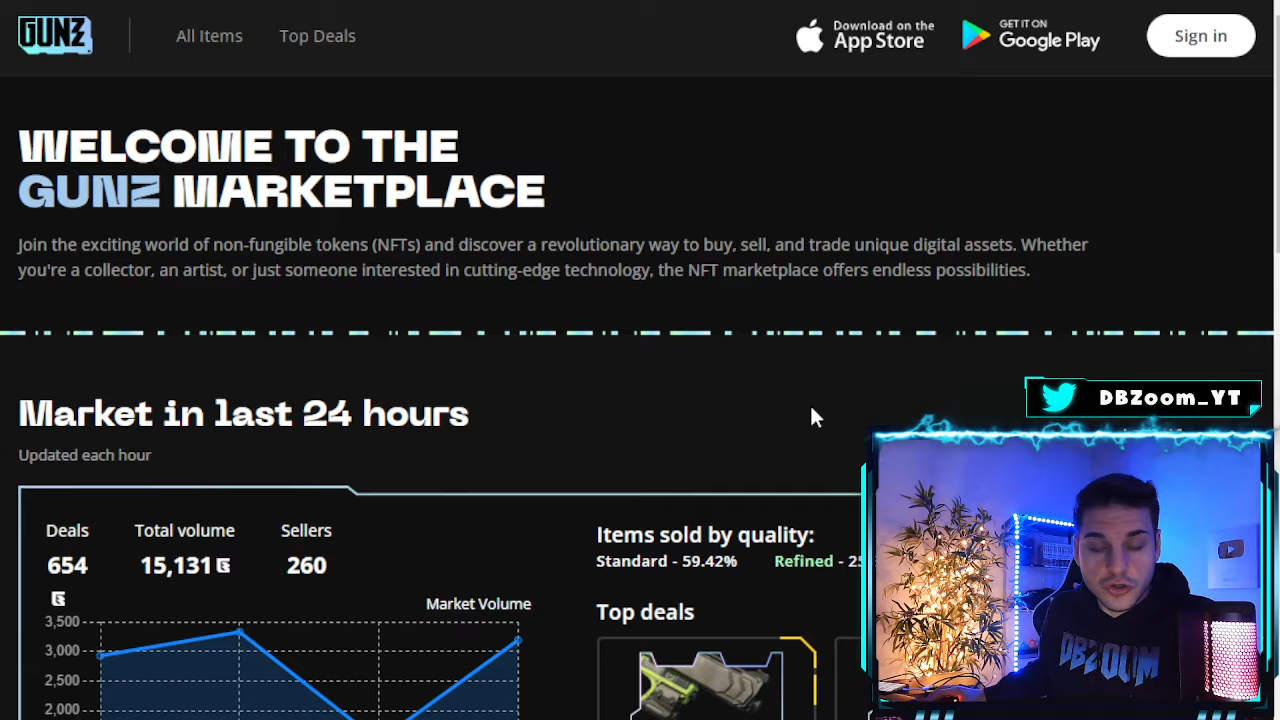 GUNZ
All Items
Top Deals
Download on the
App Store
GET IT ON
Google Play
Sign in
WELCOME TO THE
GUNZ MARKETPLACE
Join the exciting world of non-fungible tokens (NFTs) and discover a revolutionary way to buy, sell, and trade unique digital assets. Whether
you're a collector, an artist, or just someone interested in cutting-edge technology, the NFT marketplace offers endless possibilities.
Market in last 24 hours
Updated each hour
DBZoom_YT
Deals
Total volume
Sellers
654
15,131
260
Items sold by quality:
Standard - 59.42%
Refined - 25
Market Volume
Top deals
3,500
3,000
2,500
2,000
DBZOOM